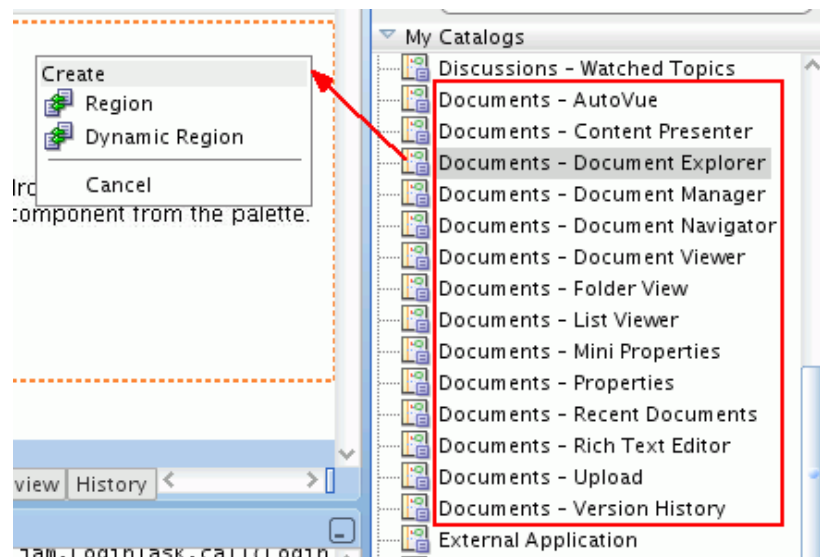 Create
Region
Dynamic Region
Cancel
component from the palette.
view
History
My Catalogs
Discussions - Watched Topics
Documents - AutoVue
Documents - Content Presenter
Documents - Document Explorer
Documents - Document Manager
Documents - Document Navigator
Documents - Document Viewer
Documents - Folder View
Documents - List Viewer
Documents - Mini Properties
Documents - Properties
Documents - Recent Documents
Documents - Rich Text Editor
Documents - Upload
Documents - Version History
External Application